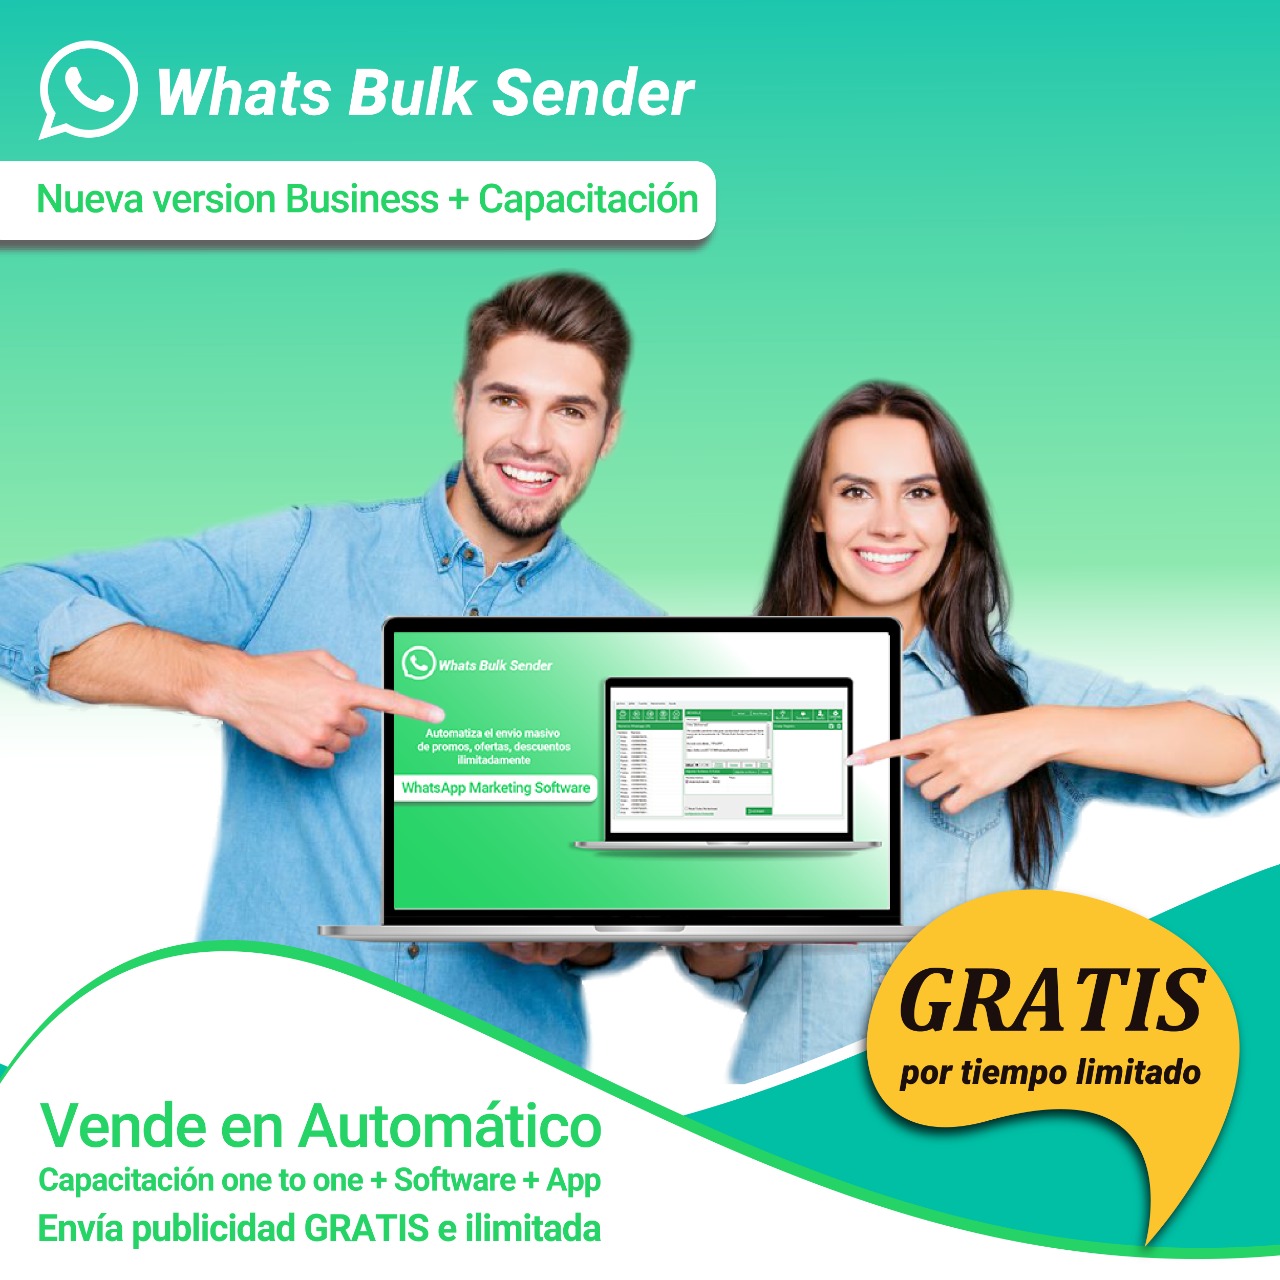 Whats Bulk Sender
Nueva version Business + Capacitación
Whats Bulk Sender
Automatiza el envio masivo
de promos, ofertas, descuentos
ilimitadamente
WhatsApp Marketing Software
GRATIS
por tiempo limitado
Vende en Automático
Capacitación one to one + Software + App
Envía publicidad GRATIS e ilimitada